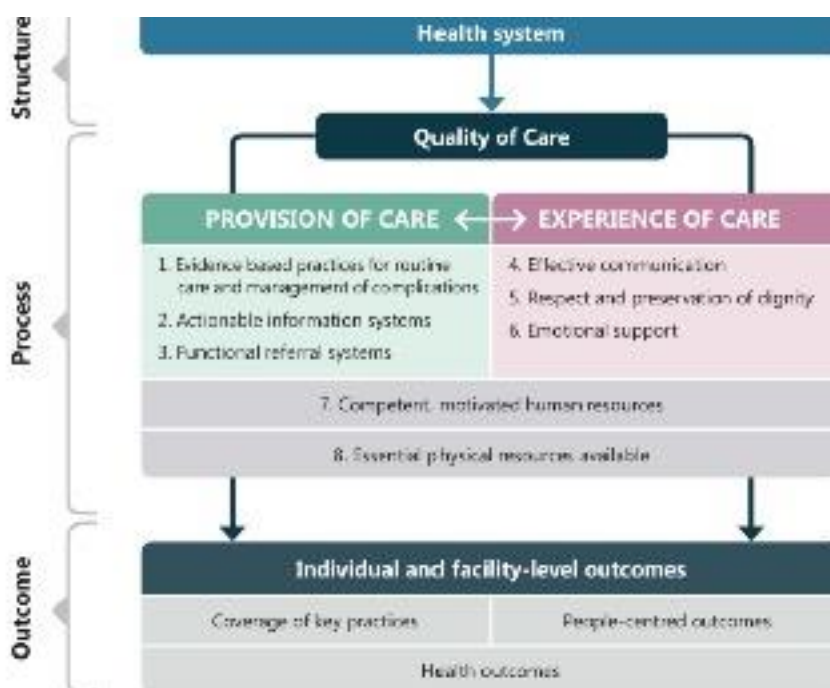 Structure
Health system
Quality of Care
Process
PROVISION OF CARE
EXPERIENCE OF CARE
1. Evidence based practices for routine
care and management of complications
2. Actionable information systems
3. Functional referral systems
4. Effective communication
5. Respect and preservation of dignity
6. Emotional support
7. Competent, motivated human resources
8. Essential physical resources available
Outcome
Individual and facility-level outcomes
Coverage of key practices
People-centred outcomes
Health outcomes